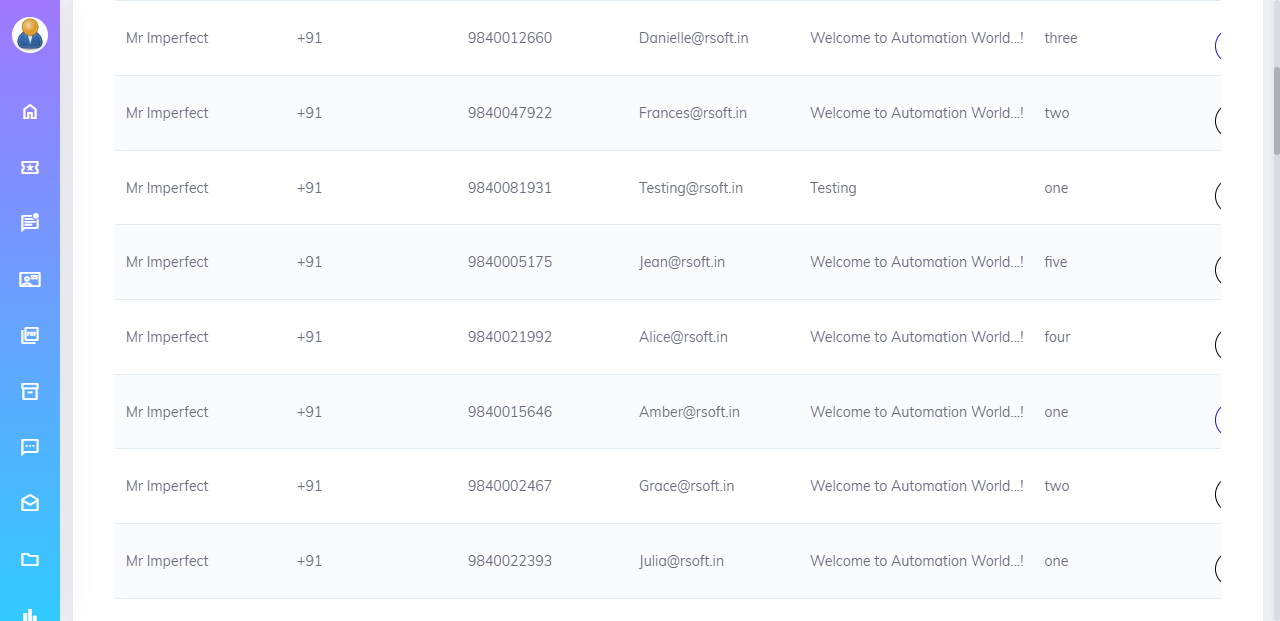 Mr Imperfect +91 9840012660 Danielle@rsoft.in Welcome to Automation World...! three
Mr Imperfect +91 9840047922 Frances@rsoft.in Welcome to Automation World...! two
Mr Imperfect +91 9840081931 Testing@rsoft.in Testing one
Mr Imperfect +91 9840005175 Jean@rsoft.in Welcome to Automation World...! five
Mr Imperfect +91 9840021992 Alice@rsoft.in Welcome to Automation World...! four
Mr Imperfect +91 9840015646 Amber@rsoft.in Welcome to Automation World...! one
Mr Imperfect +91 9840002467 Grace@rsoft.in Welcome to Automation World...! two
Mr Imperfect +91 9840022393 Julia@rsoft.in Welcome to Automation World...! one